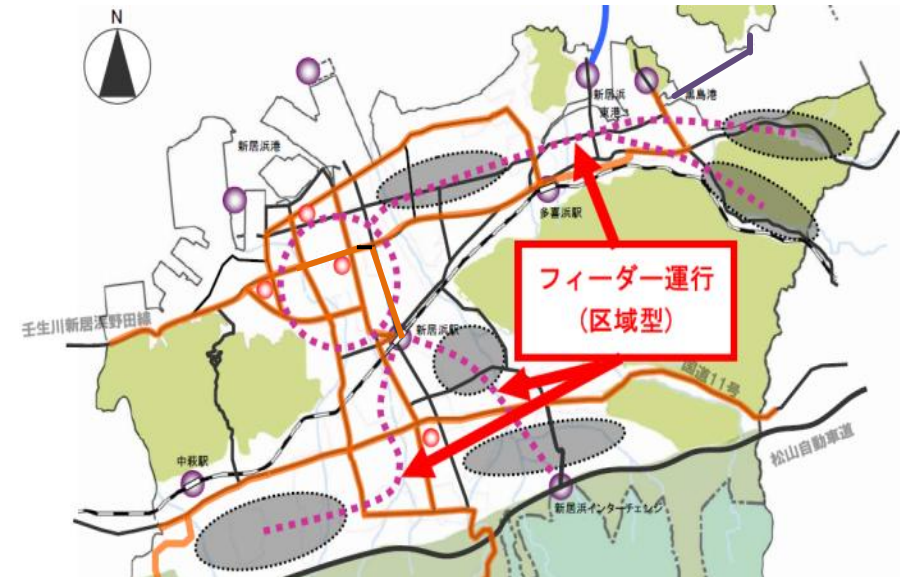 N
新居浜
東港
黒島港
新居浜港
多喜浜駅
フィーダー運行
(区域型)
壬生川新居浜野田線
新居浜駅
国道11号
松山自動車道
中萩駅
新居浜インターチェンジ